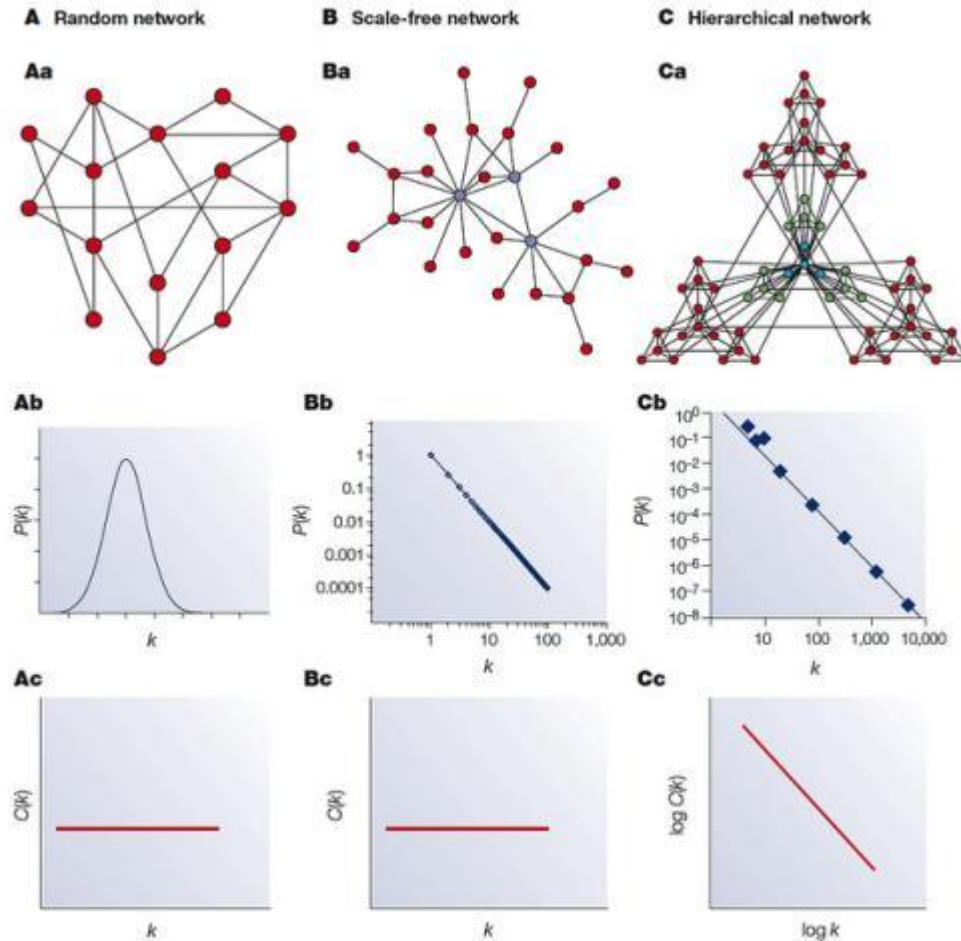 A Random network
B Scale-free network
C Hierarchical network
Aa
Ba
Ca
Ab
P(k)
k
Bb
1
0.1
0.01
0.001
0.0001
P(k)
1 10 100 1,000
k
Cb
10⁰
10⁻¹
10⁻²
10⁻³
10⁻⁴
10⁻⁵
10⁻⁶
10⁻⁷
10⁻⁸
P(k)
10 100 1,000 10,000
k
Ac
C(k)
k
Bc
C(k)
k
Cc
log C(k)
log k